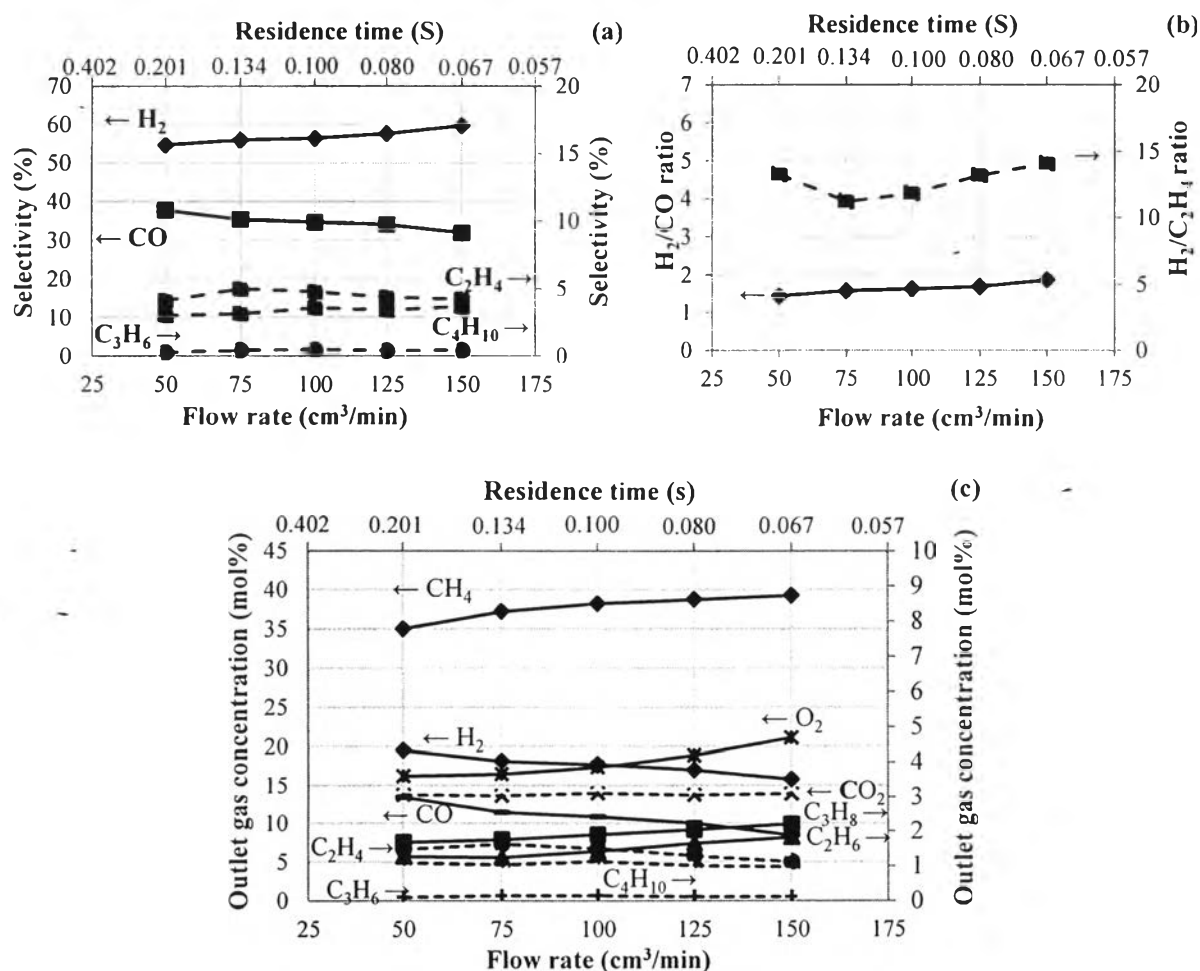 Residence time (S)
(a)
0.402 0.201 0.134 0.100 0.080 0.067 0.057
70 20
60
50 15
40
30 10
20
10 5
0 0
← H₂
← CO
C₂H₄ →
C₃H₆ →
C₄H₁₀ →
Selectivity (%)
Selectivity (%)
25 50 75 100 125 150 175
Flow rate (cm³/min)
Residence time (S)
(b)
0.402 0.201 0.134 0.100 0.080 0.067 0.057
7 20
6
5 15
4
3 10
2
1 5
0 0
→
←
H₂/CO ratio
H₂/C₂H₄ ratio
25 50 75 100 125 150 175
Flow rate (cm³/min)
Residence time (s)
(c)
0.402 0.201 0.134 0.100 0.080 0.067 0.057
45 10
40 9
35 8
30 7
25 6
20 5
15 4
10 3
5 2
0 1
0
← CH₄
← O₂
← H₂
← CO₂
← CO
C₃H₈ →
C₂H₆ →
C₂H₄ →
C₄H₁₀ →
C₃H₆ →
Outlet gas concentration (mol%)
Outlet gas concentration (mol%)
25 50 75 100 125 150 175
Flow rate (cm³/min)